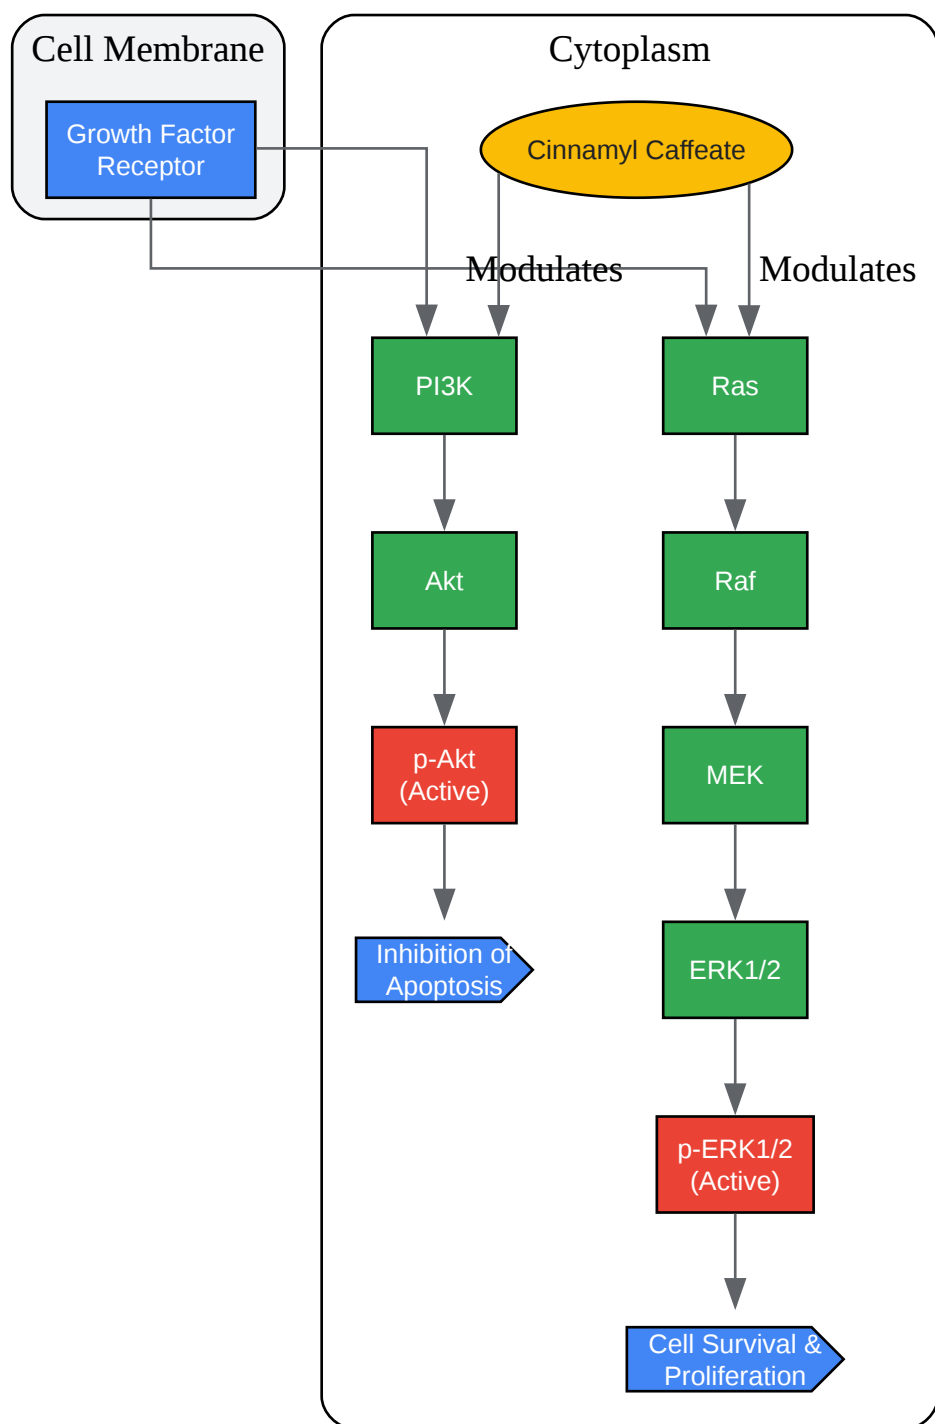 Cell Membrane
Cytoplasm
Growth Factor
Receptor
Cinnamyl Caffeate
Modulates
Modulates
PI3K
Ras
Akt
Raf
p-Akt
(Active)
MEK
Inhibition of
Apoptosis
ERK1/2
p-ERK1/2
(Active)
Cell Survival &
Proliferation